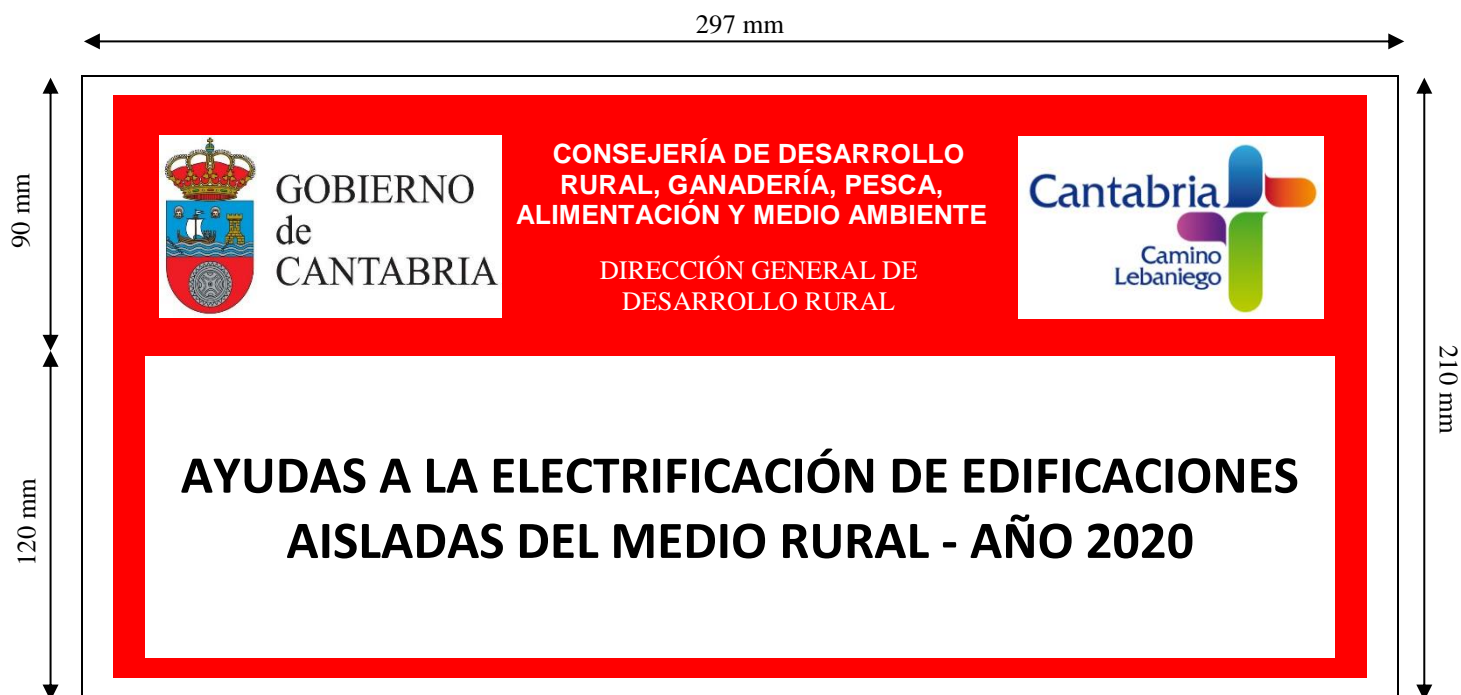 297 mm
90 mm
GOBIERNO
de
CANTABRIA
CONSEJERÍA DE DESARROLLO
RURAL, GANADERÍA, PESCA,
ALIMENTACIÓN Y MEDIO AMBIENTE
DIRECCIÓN GENERAL DE
DESARROLLO RURAL
Cantabria
Camino
Lebaniego
210 mm
120 mm
AYUDAS A LA ELECTRIFICACIÓN DE EDIFICACIONES
AISLADAS DEL MEDIO RURAL - AÑO 2020